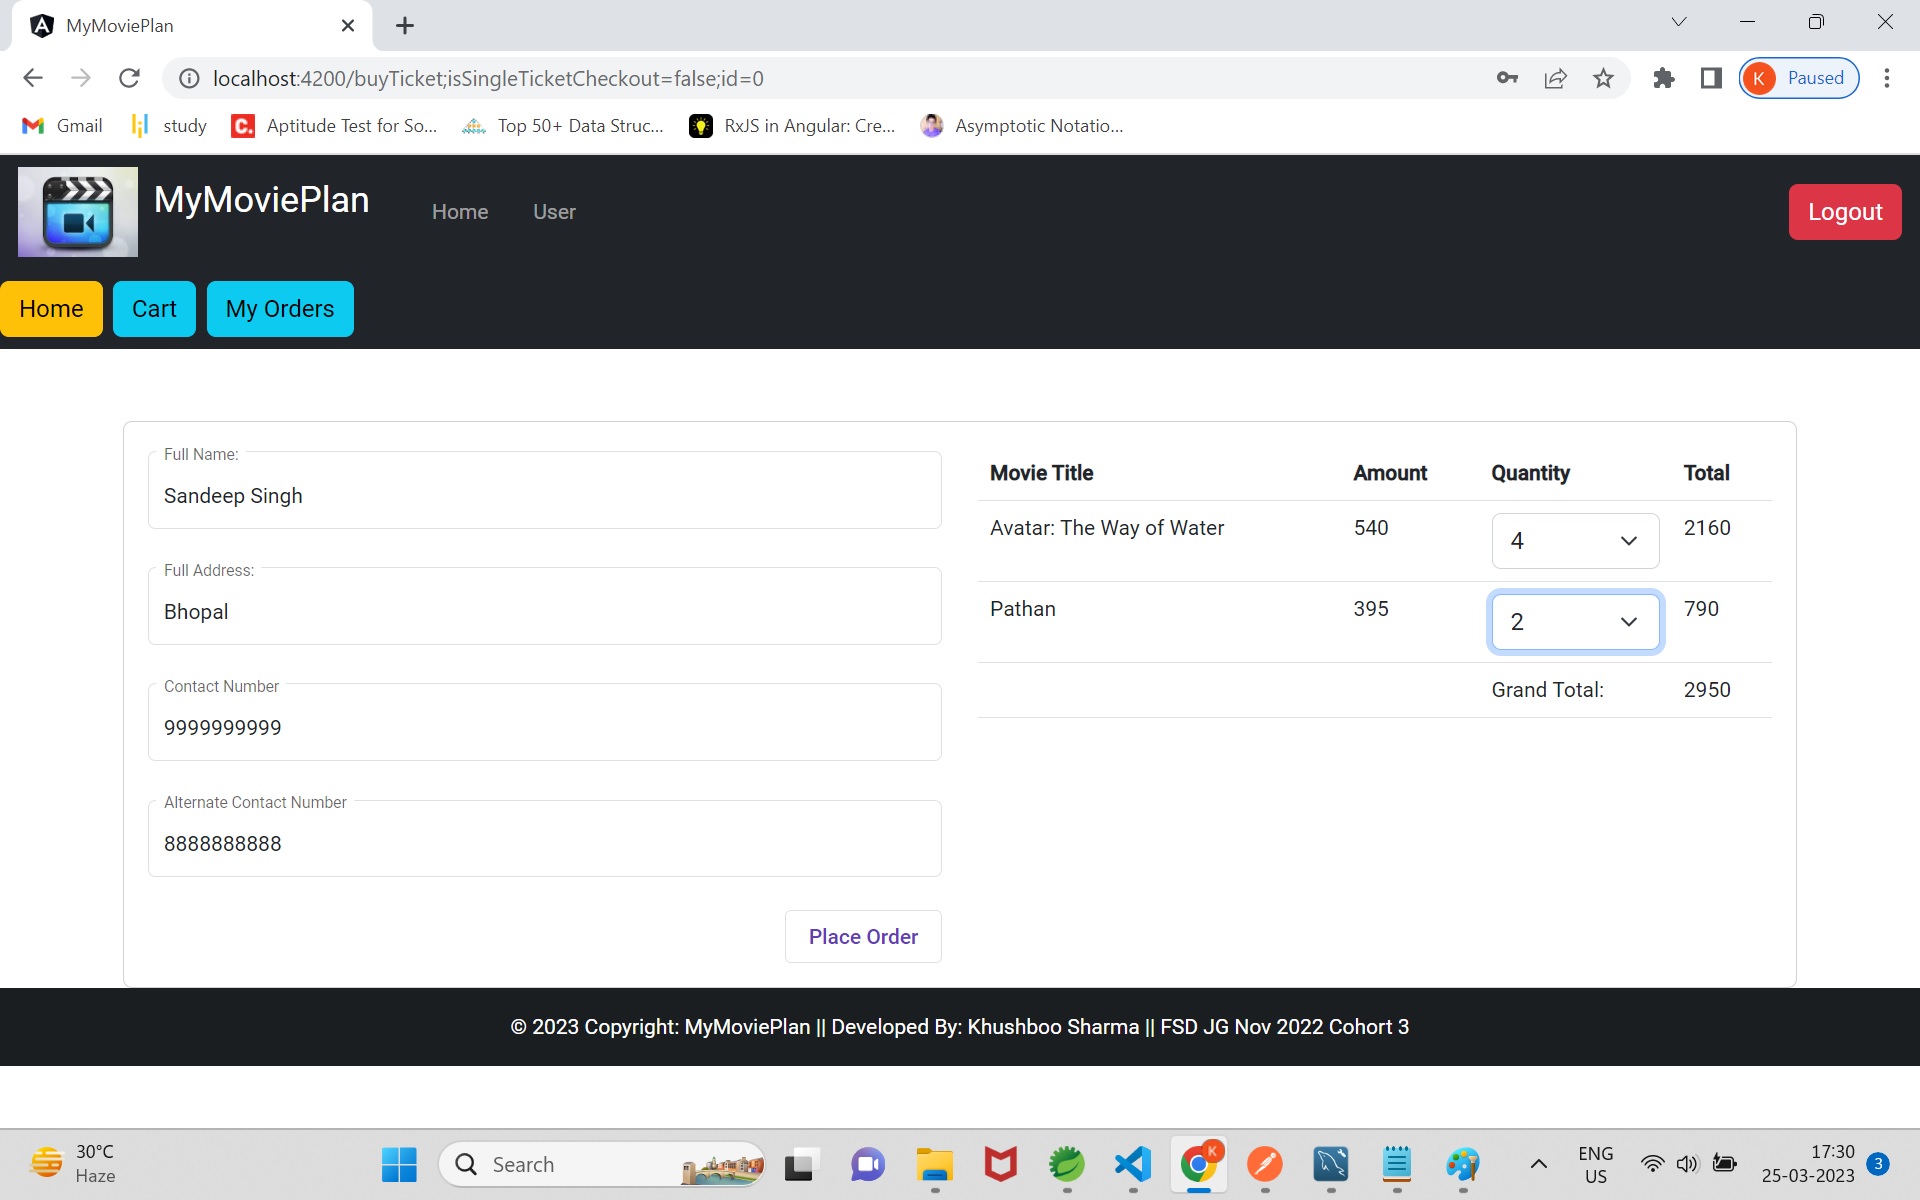 MyMoviePlan
localhost:4200/buyTicket;isSingleTicketCheckout=false;id=0
K Paused
Gmail study C. Aptitude Test for So... Top 50+ Data Struc... RxJS in Angular: Cre... Asymptotic Notatio...
MyMoviePlan Home User Logout
Home Cart My Orders
Full Name:
Sandeep Singh
Full Address:
Bhopal
Contact Number
9999999999
Alternate Contact Number
8888888888
Place Order
Movie Title Amount Quantity Total
Avatar: The Way of Water 540 4 2160
Pathan 395 2 790
Grand Total: 2950
© 2023 Copyright: MyMoviePlan || Developed By: Khushboo Sharma || FSD JG Nov 2022 Cohort 3
30°C
Haze
Search
K
ENG
US
17:30
25-03-2023
3